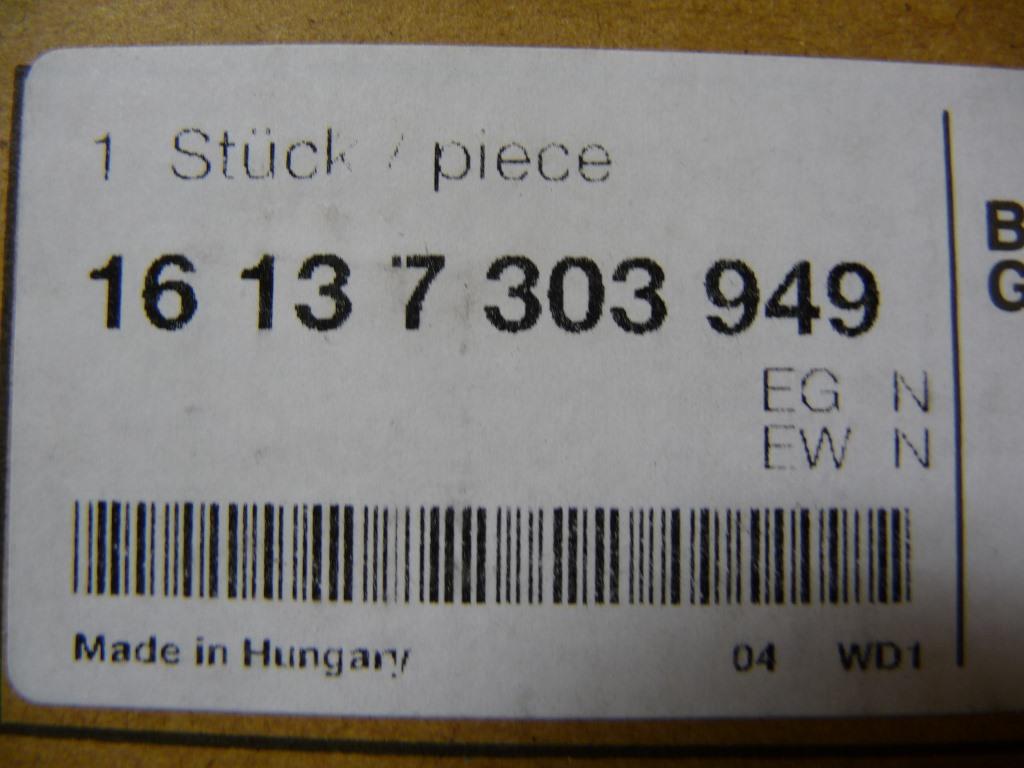 1 Stück / piece
16 13 7 303 949
EG N
EW N
Made in Hungary 04 WD1
B
G